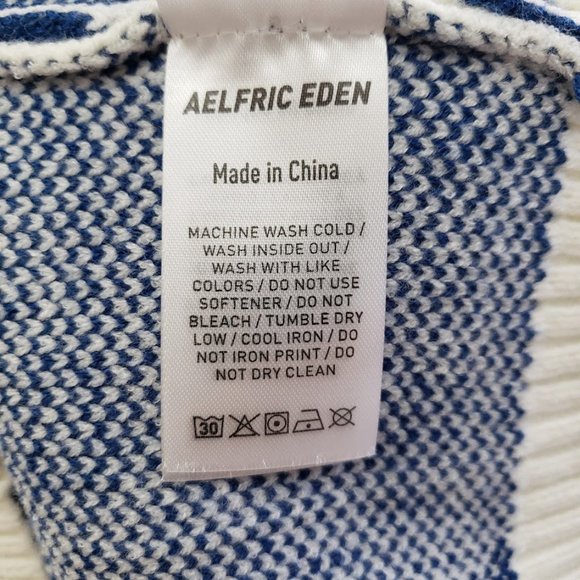 AELFRIC EDEN
Made in China
MACHINE WASH COLD /
WASH INSIDE OUT /
WASH WITH LIKE
COLORS / DO NOT USE
SOFTENER / DO NOT
BLEACH / TUMBLE DRY
LOW / COOL IRON / DO
NOT IRON PRINT / DO
NOT DRY CLEAN
30